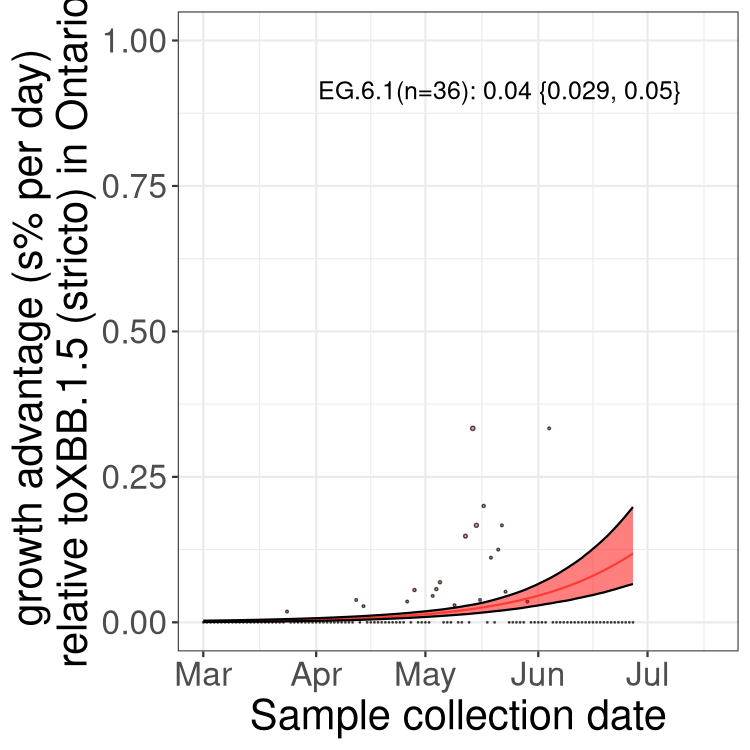 growth advantage (s% per day)
relative toXBB.1.5 (stricto) in Ontario
1.00
0.75
0.50
0.25
0.00
EG.6.1(n=36): 0.04 {0.029, 0.05}
Mar Apr May Jun Jul
Sample collection date